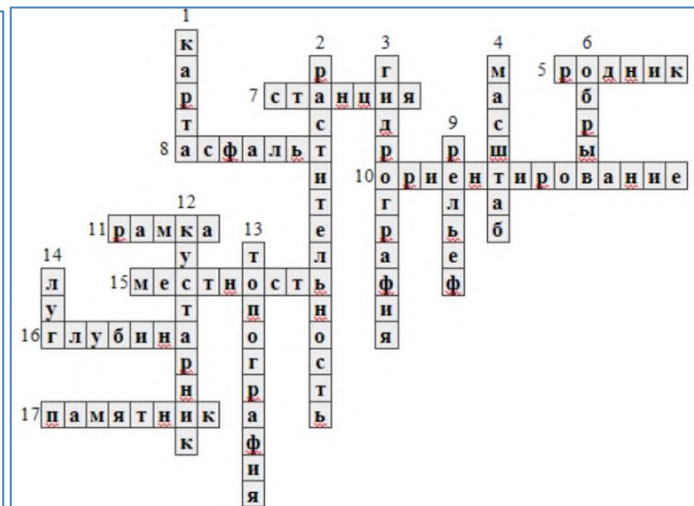 1 карта
2 растительность
3 гидрография
4 масштаб
5 родник
6 обрыв
7 станция
8 асфальт
9 рельеф
10 ориентирование
11 рамка
12 кустарник
13 топография
14 луг
15 местность
16 глубина
17 памятник